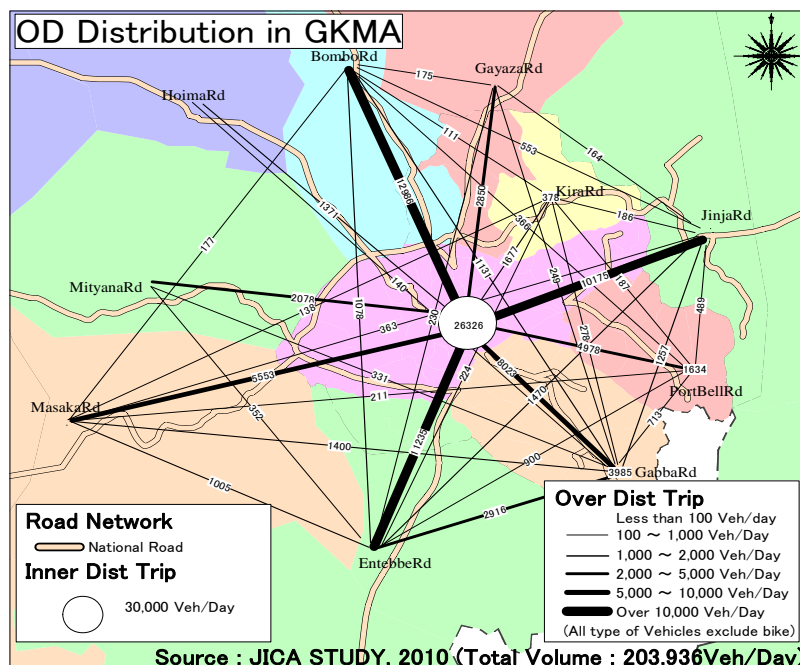 OD Distribution in GKMA
BomboRd
GayazaRd
175
HoimaRd
111
553
164
12986
2850
KiraRd
378
1371
177
366
186
JinjaRd
1677
1131
249
187
10175
MityanaRd
140
2078
138
1078
230
489
363
26326
278
4978
1257
5553
331
224
8023
1634
211
1470
PortBellRd
MasakaRd
352
713
1400
11235
900
3985
GabbaRd
1005
2916
EntebbeRd
Road Network
National Road
Inner Dist Trip
30,000 Veh/Day
Over Dist Trip
Less than 100 Veh/day
100 ～ 1,000 Veh/Day
1,000 ～ 2,000 Veh/Day
2,000 ～ 5,000 Veh/Day
5,000 ～ 10,000 Veh/Day
Over 10,000 Veh/Day
(All type of Vehicles exclude bike)
Source : JICA STUDY, 2010 (Total Volume : 203,936Veh/Day)